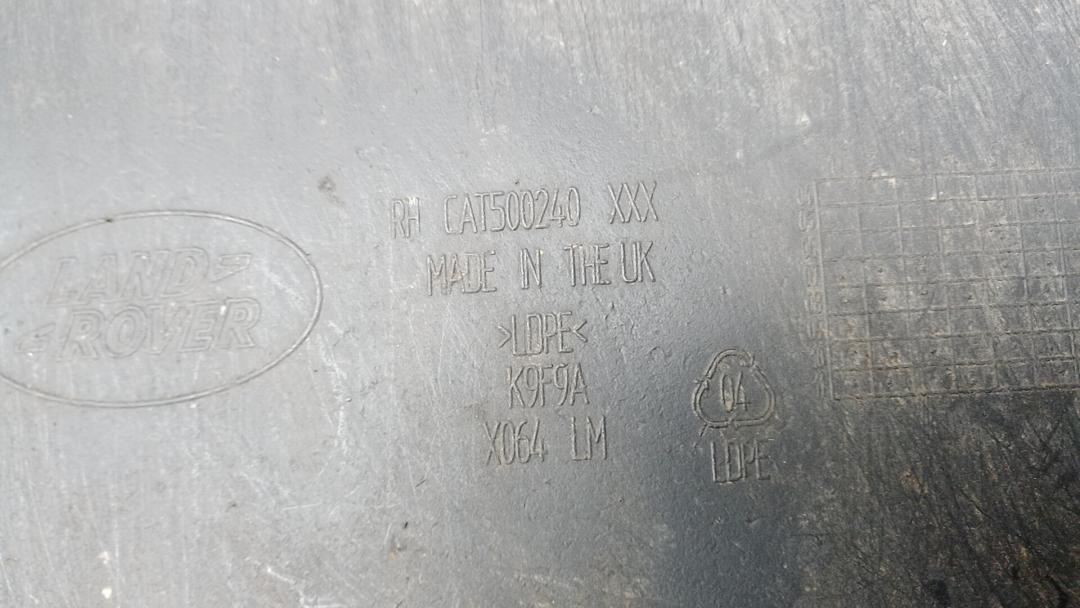 LAND
ROVER
RH CAT500240 XXX
MADE IN THE UK
>LDPE<
K9F9A
X064 LM
04
LDPE